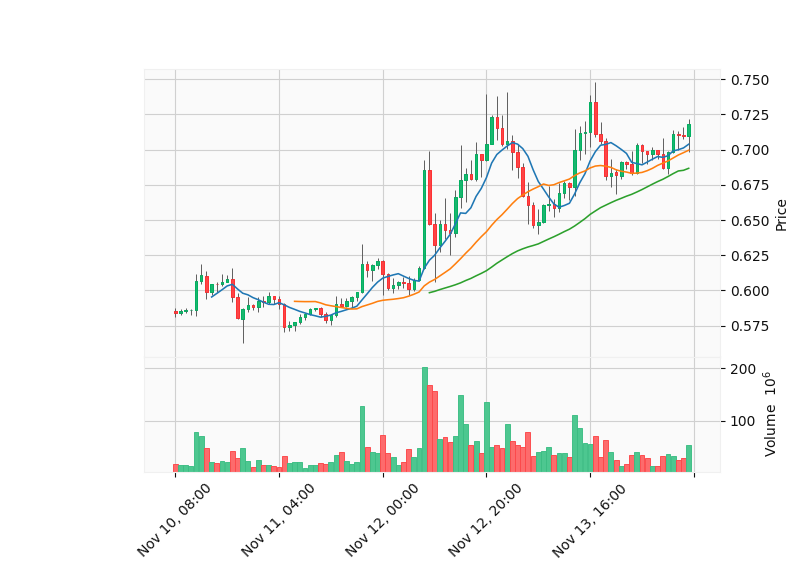 0.750
0.725
0.700
0.675
0.650
0.625
0.600
0.575
Price
200
100
Volume 10⁶
Nov 10, 08:00
Nov 11, 04:00
Nov 12, 00:00
Nov 12, 20:00
Nov 13, 16:00